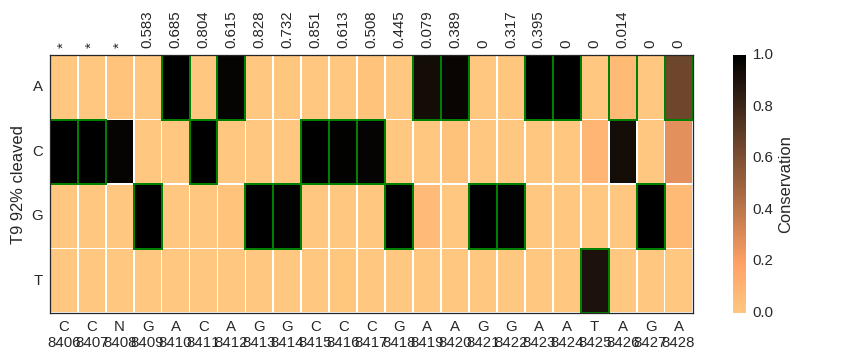 * * * 0.583 0.685 0.804 0.615 0.828 0.732 0.851 0.613 0.508 0.445 0.079 0.389 0 0.317 0.395 0 0 0.014 0 0
T9 92% cleaved
A
C
G
T
C C N G A C A G G C C C G A A G G A A T A G A
8406 8407 8408 8409 8410 8411 8412 8413 8414 8415 8416 8417 8418 8419 8420 8421 8422 8423 8424 8425 8426 8427 8428
1.0
0.8
0.6
0.4
0.2
0.0
Conservation